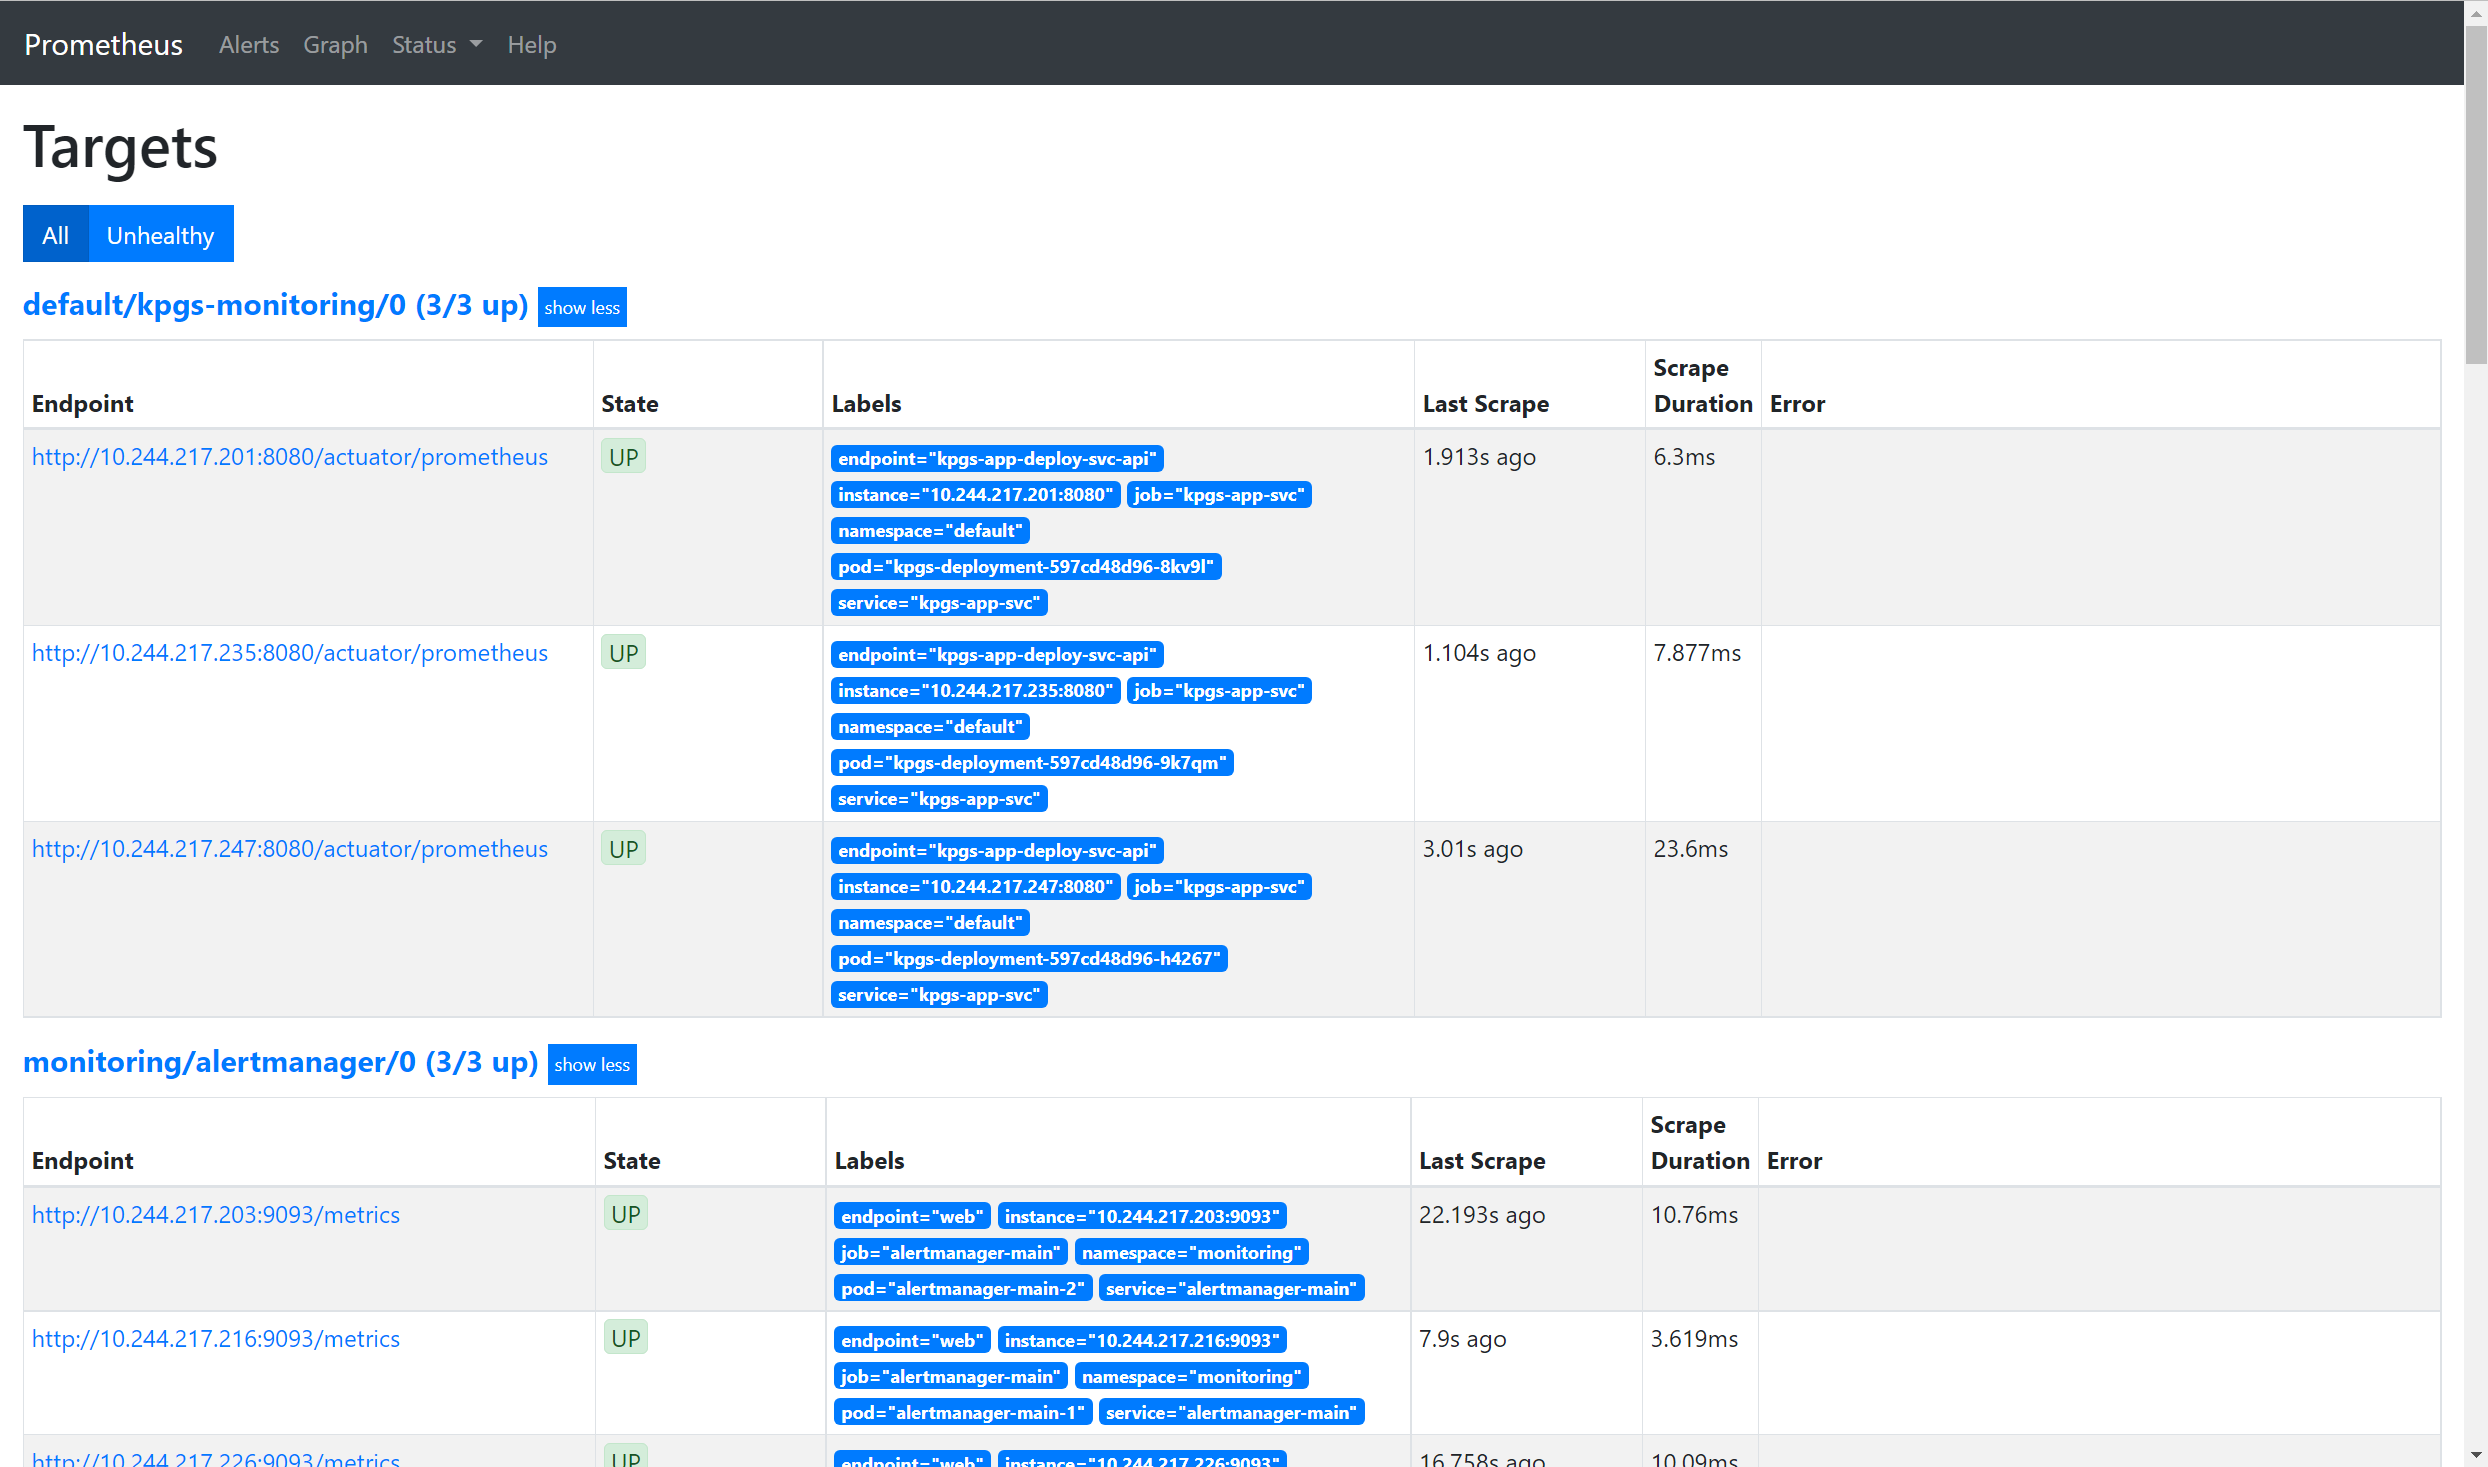 Prometheus Alerts Graph Status Help
Targets
All Unhealthy
default/kpgs-monitoring/0 (3/3 up) show less
Endpoint State Labels Last Scrape Scrape Duration Error
http://10.244.217.201:8080/actuator/prometheus UP endpoint="kpgs-app-deploy-svc-api" 1.913s ago 6.3ms
instance="10.244.217.201:8080" job="kpgs-app-svc"
namespace="default"
pod="kpgs-deployment-597cd48d96-8kv9l"
service="kpgs-app-svc"
http://10.244.217.235:8080/actuator/prometheus UP endpoint="kpgs-app-deploy-svc-api" 1.104s ago 7.877ms
instance="10.244.217.235:8080" job="kpgs-app-svc"
namespace="default"
pod="kpgs-deployment-597cd48d96-9k7qm"
service="kpgs-app-svc"
http://10.244.217.247:8080/actuator/prometheus UP endpoint="kpgs-app-deploy-svc-api" 3.01s ago 23.6ms
instance="10.244.217.247:8080" job="kpgs-app-svc"
namespace="default"
pod="kpgs-deployment-597cd48d96-h4267"
service="kpgs-app-svc"
monitoring/alertmanager/0 (3/3 up) show less
Endpoint State Labels Last Scrape Scrape Duration Error
http://10.244.217.203:9093/metrics UP endpoint="web" instance="10.244.217.203:9093" 22.193s ago 10.76ms
job="alertmanager-main" namespace="monitoring"
pod="alertmanager-main-2" service="alertmanager-main"
http://10.244.217.216:9093/metrics UP endpoint="web" instance="10.244.217.216:9093" 7.9s ago 3.619ms
job="alertmanager-main" namespace="monitoring"
pod="alertmanager-main-1" service="alertmanager-main"
http://10.244.217.226:9093/metrics UP endpoint="web" instance="10.244.217.226:9093" 16.758s ago 10.09ms